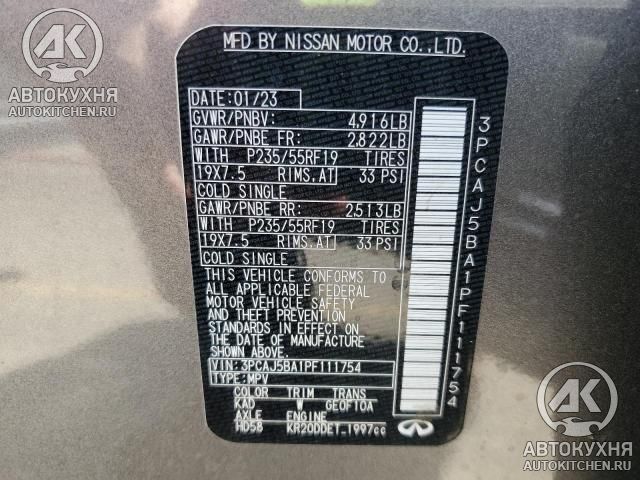 АК
АВТОКУХНЯ
AUTOKITCHEN.RU
MFD BY NISSAN MOTOR CO.,LTD.
DATE:01/23
GVWR/PNBV: 4,916LB
GAWR/PNBE FR: 2,822LB
WITH P235/55RF19 TIRES
19X7.5 RIMS,AT 33 PSI
COLD SINGLE
GAWR/PNBE RR: 2,513LB
WITH P235/55RF19 TIRES
19X7.5 RIMS,AT 33 PSI
COLD SINGLE
THIS VEHICLE CONFORMS TO
ALL APPLICABLE FEDERAL
MOTOR VEHICLE SAFETY
AND THEFT PREVENTION
STANDARDS IN EFFECT ON
THE DATE OF MANUFACTURE
SHOWN ABOVE.
VIN:3PCAJ5BA1PF111754
TYPE:MPV
COLOR TRIM TRANS
KAD W GE0F10A
AXLE ENGINE
HD58 KR20DDET,1997cc
3PCAJ5BA1PF111754
АК
АВТОКУХНЯ
AUTOKITCHEN.RU